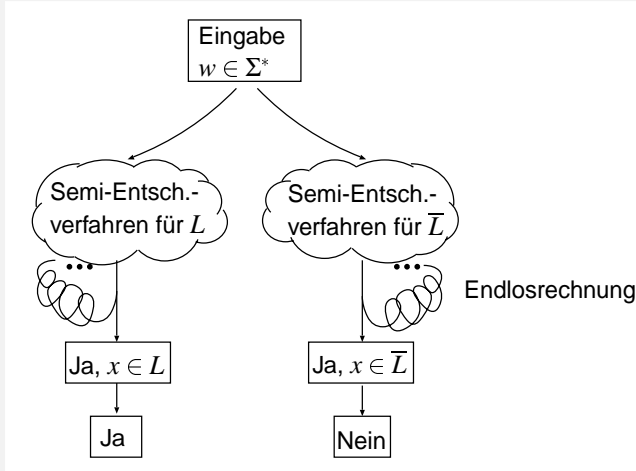 Eingabe
w ∈ Σ*
Semi-Entsch.-
verfahren für L
Semi-Entsch.-
verfahren für L̅
...
...
Endlosrechnung
Ja, x ∈ L
Ja, x ∈ L̅
Ja
Nein